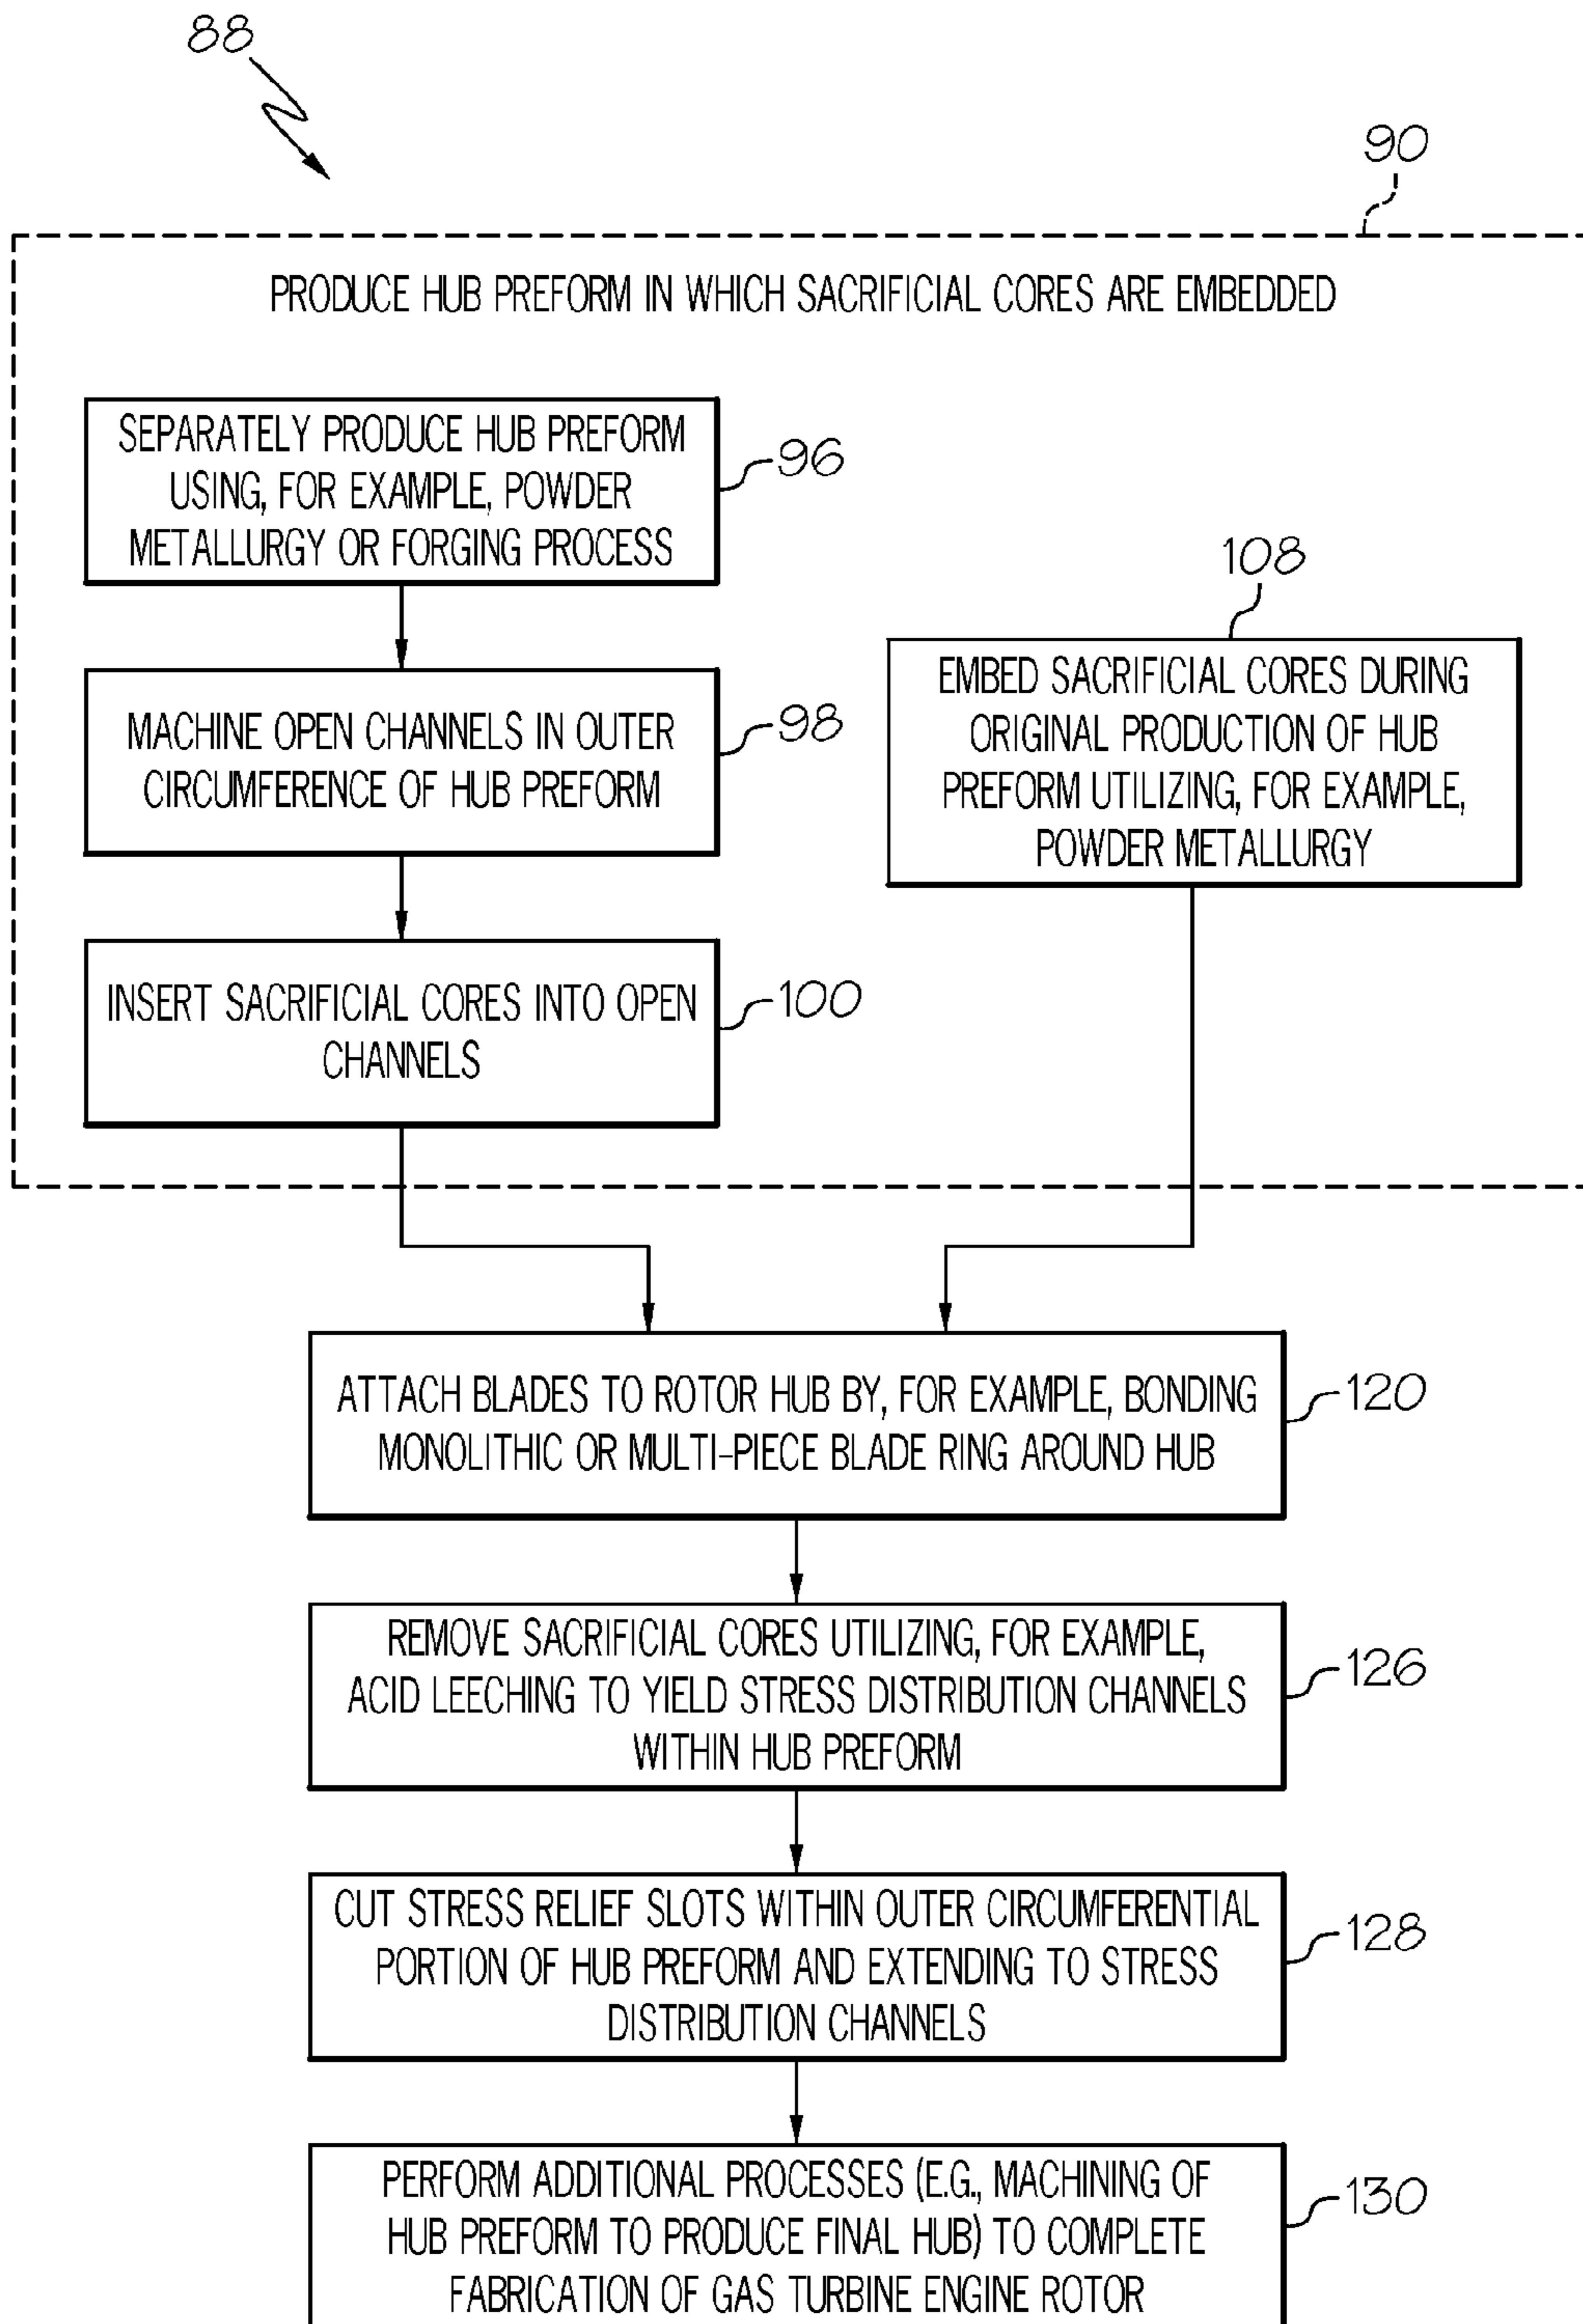 88
90
PRODUCE HUB PREFORM IN WHICH SACRIFICIAL CORES ARE EMBEDDED
SEPARATELY PRODUCE HUB PREFORM
USING, FOR EXAMPLE, POWDER
METALLURGY OR FORGING PROCESS
96
MACHINE OPEN CHANNELS IN OUTER
CIRCUMFERENCE OF HUB PREFORM
98
INSERT SACRIFICIAL CORES INTO OPEN
CHANNELS
100
108
EMBED SACRIFICIAL CORES DURING
ORIGINAL PRODUCTION OF HUB
PREFORM UTILIZING, FOR EXAMPLE,
POWDER METALLURGY
ATTACH BLADES TO ROTOR HUB BY, FOR EXAMPLE, BONDING
MONOLITHIC OR MULTI-PIECE BLADE RING AROUND HUB
120
REMOVE SACRIFICIAL CORES UTILIZING, FOR EXAMPLE,
ACID LEECHING TO YIELD STRESS DISTRIBUTION CHANNELS
WITHIN HUB PREFORM
126
CUT STRESS RELIEF SLOTS WITHIN OUTER CIRCUMFERENTIAL
PORTION OF HUB PREFORM AND EXTENDING TO STRESS
DISTRIBUTION CHANNELS
128
PERFORM ADDITIONAL PROCESSES (E.G., MACHINING OF
HUB PREFORM TO PRODUCE FINAL HUB) TO COMPLETE
FABRICATION OF GAS TURBINE ENGINE ROTOR
130